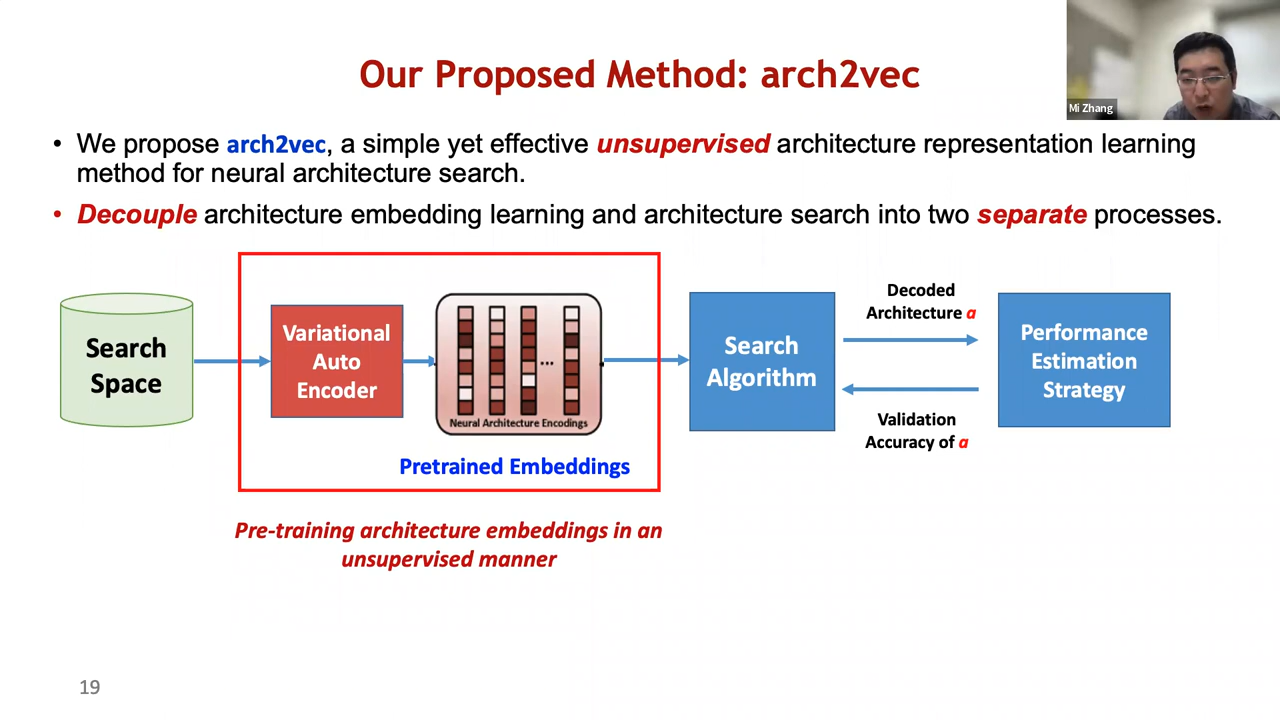 Our Proposed Method: arch2vec
Mi Zhang
• We propose arch2vec, a simple yet effective unsupervised architecture representation learning
method for neural architecture search.
• Decouple architecture embedding learning and architecture search into two separate processes.
Search
Space
Variational
Auto
Encoder
...
Neural Architecture Encodings
Pretrained Embeddings
Search
Algorithm
Decoded
Architecture a
Validation
Accuracy of a
Performance
Estimation
Strategy
Pre-training architecture embeddings in an
unsupervised manner
19